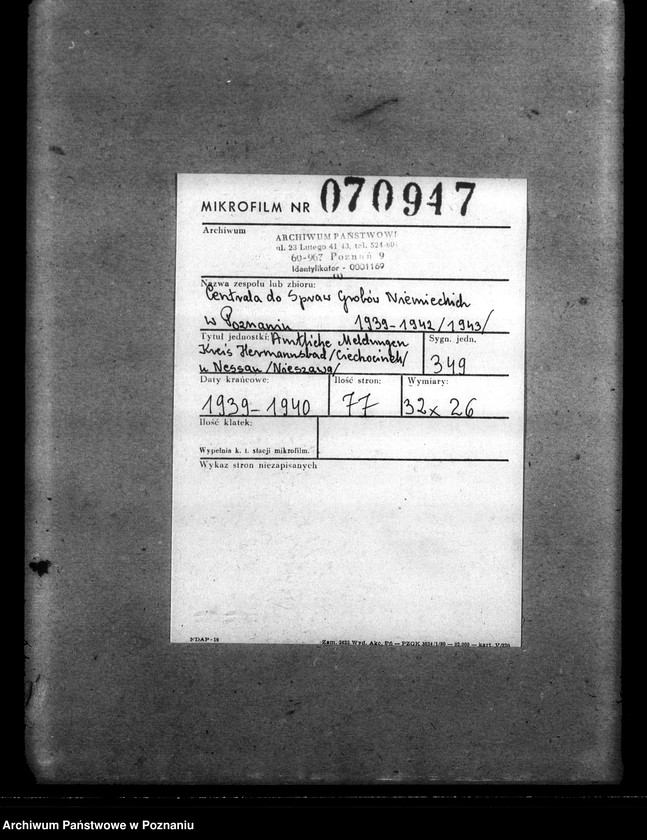 MIKROFILM NR 070917
Archiwum
ARCHIWUM PAŃSTWOWE
ul. 23 Lutego 41/43, tel. 524-60
60-967 Poznań 9
Identyfikator - 0001169
Nazwa zespołu lub zbioru:
Centrala do Spraw Grobów Niemieckich
w Poznaniu 1939-1942/1943/
Tytuł jednostki: Amtliche Meldungen
Kreis Hermannsbad/Ciechocinek/
u Nessau/Nieszawa/
Sygn. jedn.
349
Daty krańcowe:
1939-1940
Ilość stron:
77
Wymiary:
32 x 26
Ilość klatek:
Wypełnia k. t. stacji mikrofilm.
Wykaz stron niezapisanych
NDAP-18
Archiwum Państwowe w Poznaniu